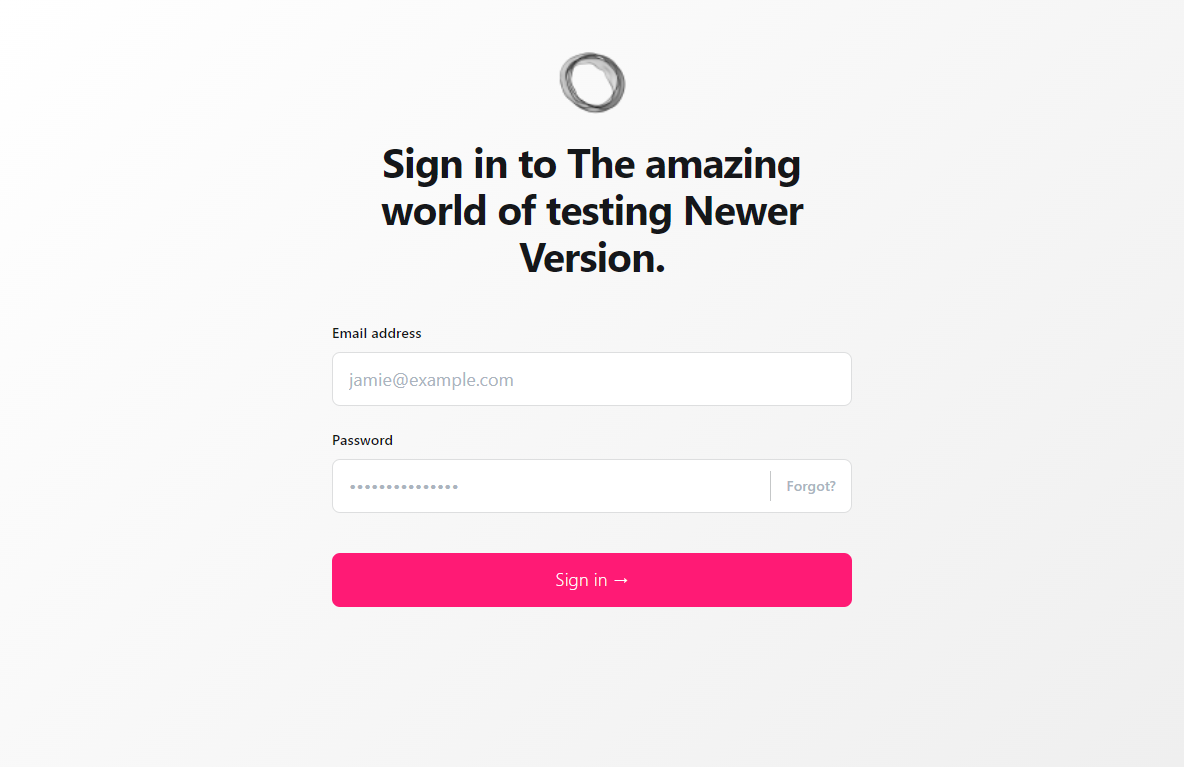 Sign in to The amazing
world of testing Newer
Version.
Email address
jamie@example.com
Password
•••••••••••••••
Forgot?
Sign in →